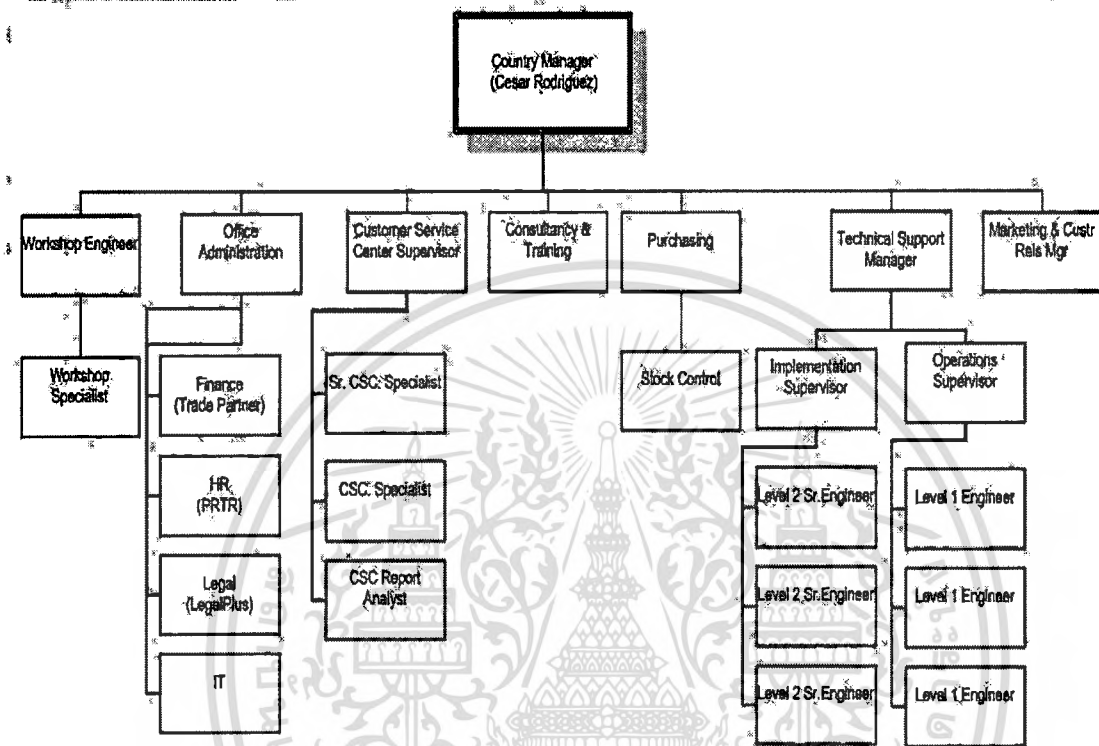 Country Manager
(Cesar Rodriguez)
Workshop Engineer
Office
Administration
Customer Service
Center Supervisor
Consultancy &
Training
Purchasing
Technical Support
Manager
Marketing & Custr
Rels Mgr
Workshop
Specialist
Finance
(Trade Partner)
Sr. CSC. Specialist
Stock Control
Implementation
Supervisor
Operations
Supervisor
HR
(PRTR)
CSC. Specialist
Level 2 Sr.Engineer
Level 1 Engineer
Legal
(LegalPlus)
CSC Report
Analyst
Level 2 Sr.Engineer
Level 1 Engineer
IT
Level 2 Sr.Engineer
Level 1 Engineer